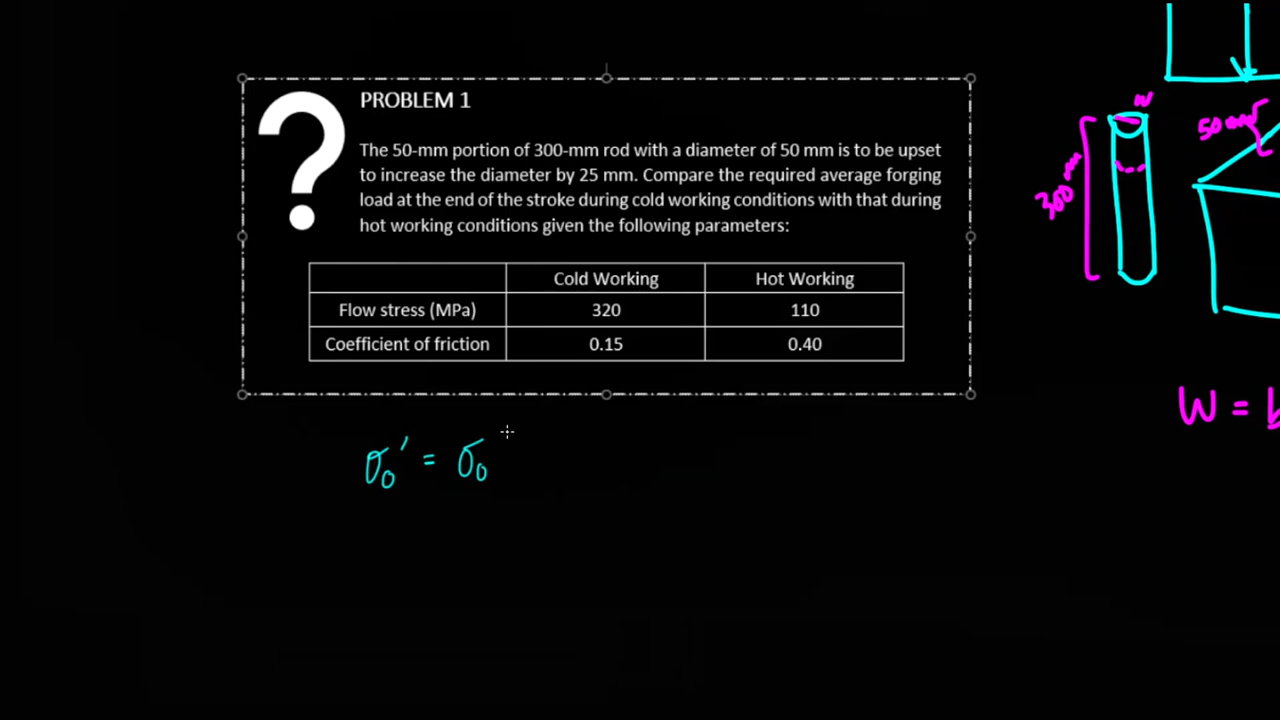 PROBLEM 1
The 50-mm portion of 300-mm rod with a diameter of 50 mm is to be upset
to increase the diameter by 25 mm. Compare the required average forging
load at the end of the stroke during cold working conditions with that during
hot working conditions given the following parameters:
Cold Working Hot Working
Flow stress (MPa) 320 110
Coefficient of friction 0.15 0.40
σ₀' = σ₀
w
300 mm
50 mm
W =